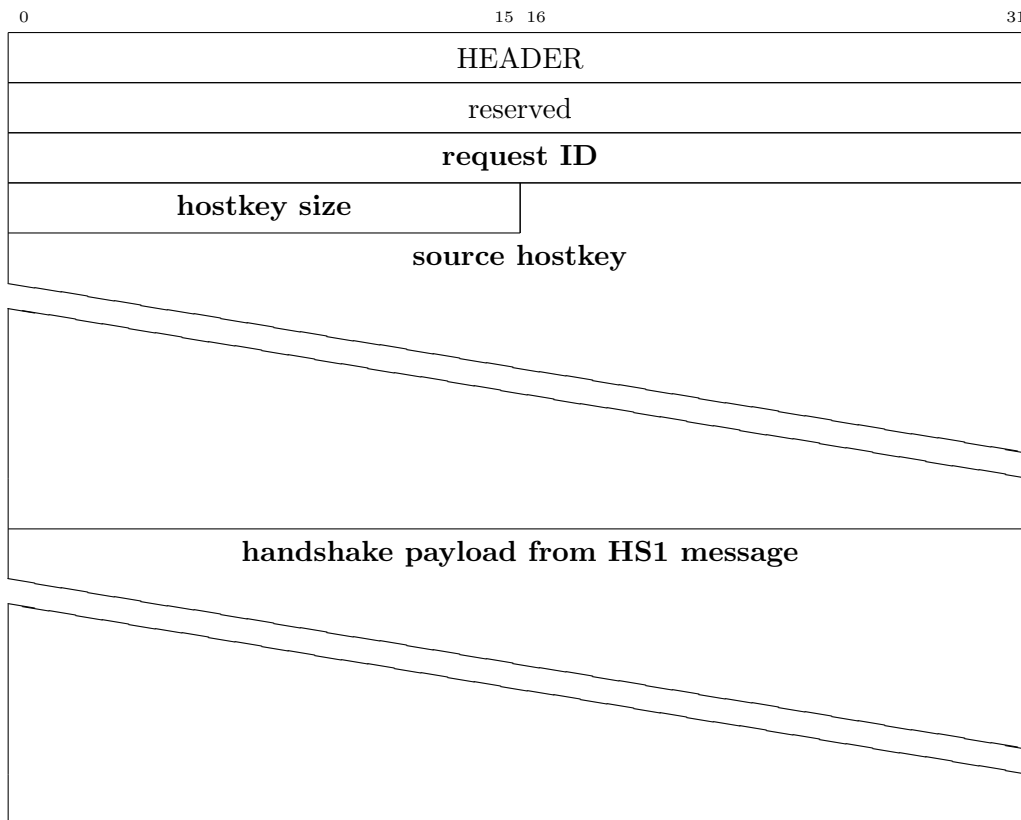 0 15 16 31
HEADER
reserved
request ID
hostkey size
source hostkey
handshake payload from HS1 message